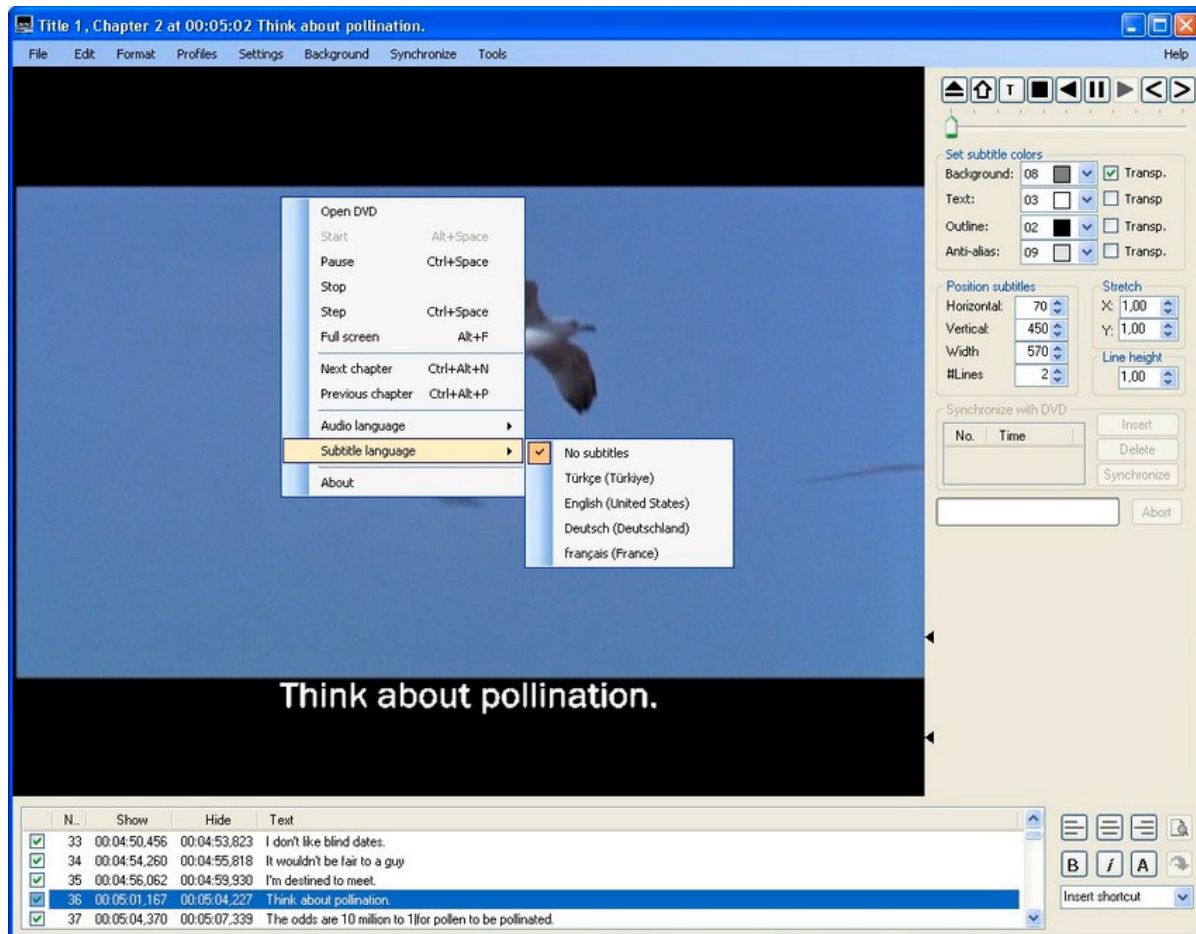 Title 1, Chapter 2 at 00:05:02 Think about pollination.
File Edit Format Profiles Settings Background Synchronize Tools Help
T
Set subtitle colors
Background: 08 Transp.
Text: 03 Transp
Outline: 02 Transp.
Anti-alias: 09 Transp.
Position subtitles Stretch
Horizontal: 70 X: 1,00
Vertical: 450 Y: 1,00
Width 570 Line height
#Lines 2 1,00
Synchronize with DVD
No. Time Insert
Delete
Synchronize
Abort
Open DVD
Start Alt+Space
Pause Ctrl+Space
Stop
Step Ctrl+Space
Full screen Alt+F
Next chapter Ctrl+Alt+N
Previous chapter Ctrl+Alt+P
Audio language
Subtitle language
About
No subtitles
Türkçe (Türkiye)
English (United States)
Deutsch (Deutschland)
français (France)
Think about pollination.
N.. Show Hide Text
33 00:04:50,456 00:04:53,823 I don't like blind dates.
34 00:04:54,260 00:04:55,818 It wouldn't be fair to a guy
35 00:04:56,062 00:04:59,930 I'm destined to meet.
36 00:05:01,167 00:05:04,227 Think about pollination.
37 00:05:04,370 00:05:07,339 The odds are 10 million to 1|for pollen to be pollinated.
B i A
Insert shortcut